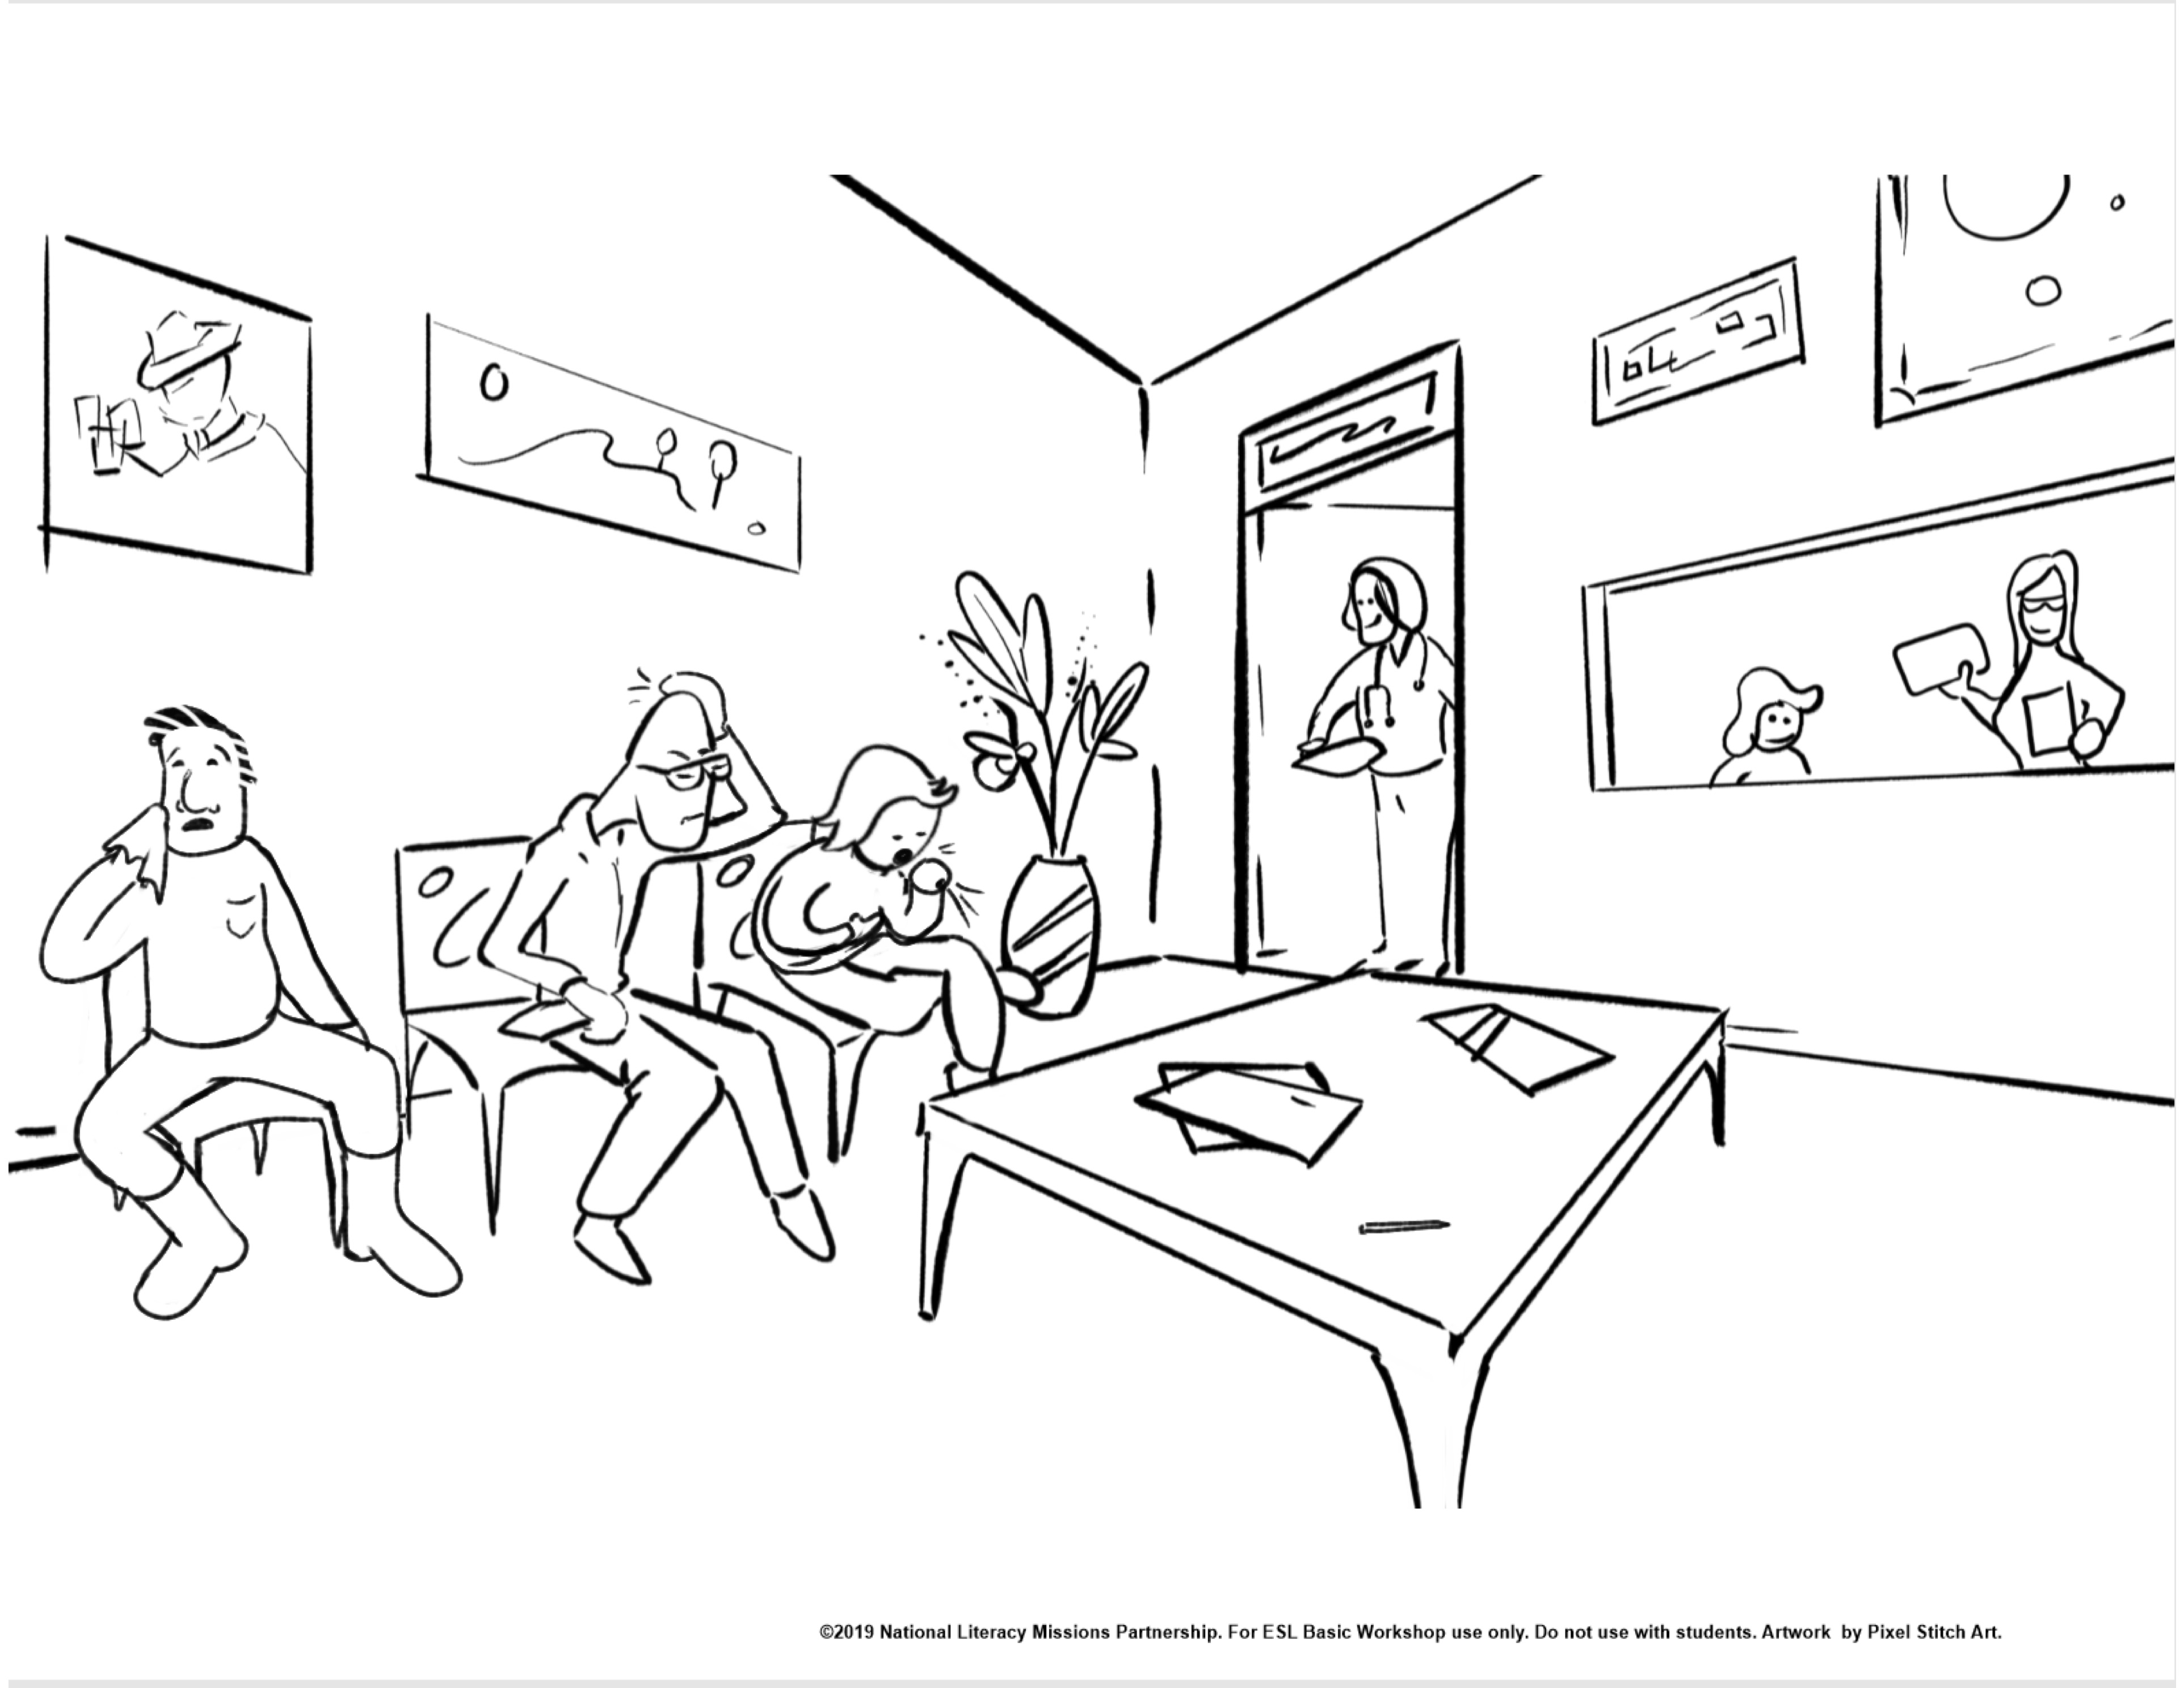 ©2019 National Literacy Missions Partnership. For ESL Basic Workshop use only. Do not use with students. Artwork by Pixel Stitch Art.